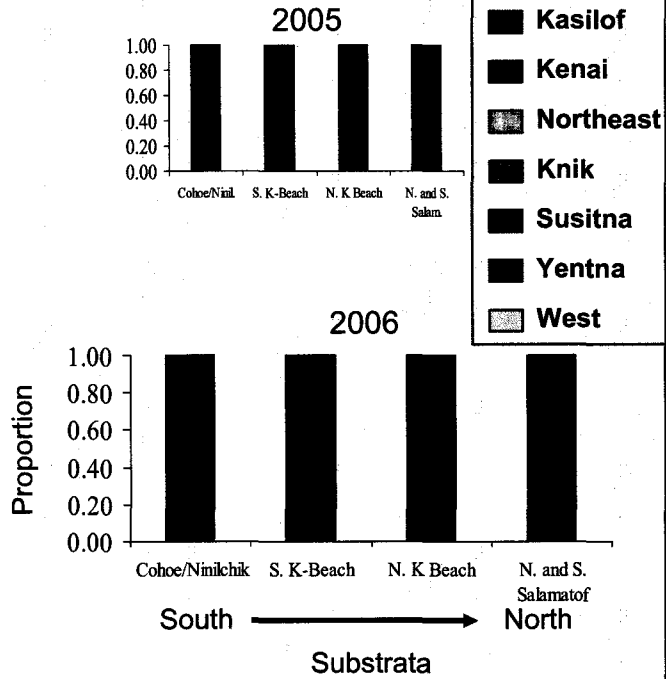 2005
1.00
0.80
0.60
0.40
0.20
0.00
Cohoe/Ninil. S. K-Beach N. K Beach N. and S.
Salam.
Kasilof
Kenai
Northeast
Knik
Susitna
Yentna
West
2006
Proportion
1.00
0.80
0.60
0.40
0.20
0.00
Cohoe/Ninilchik S. K-Beach N. K Beach N. and S.
Salamatof
South North
Substrata